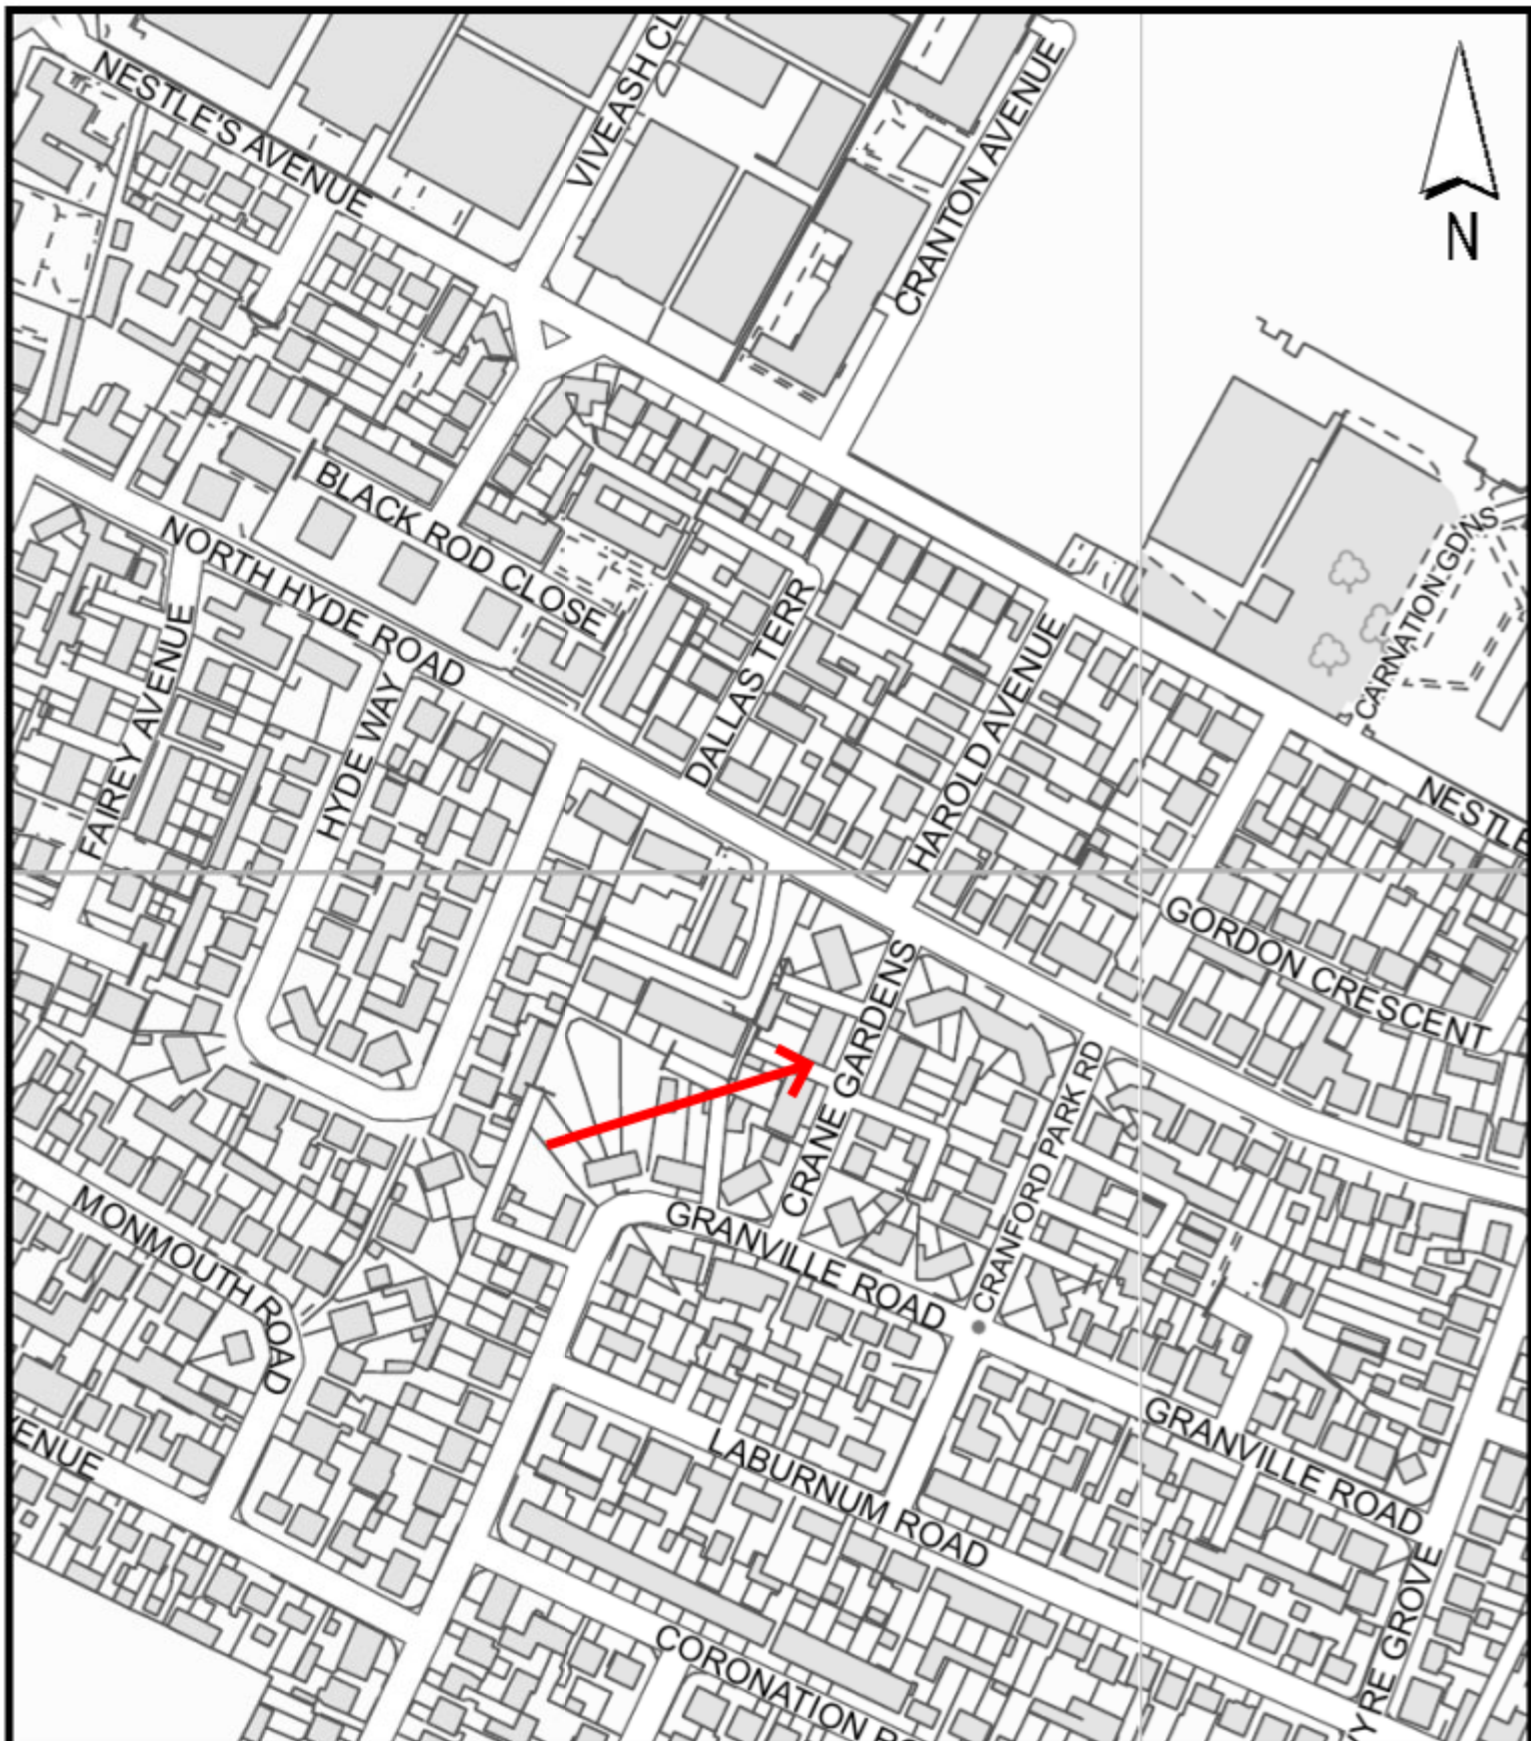 VIVEASH CL
NESTLE'S AVENUE
CRANTON AVENUE
N
BLACK ROD CLOSE
NORTH HYDE ROAD
CARNATION GDNS
DALLAS TERR
HAROLD AVENUE
FAIREY AVENUE
HYDE WAY
NESTLE
GORDON CRESCENT
CRANE GARDENS
CRANFORD PARK RD
MONMOUTH ROAD
GRANVILLE ROAD
GRANVILLE ROAD
LABURNUM ROAD
VENUE
CORONATION RO
YRE GROVE